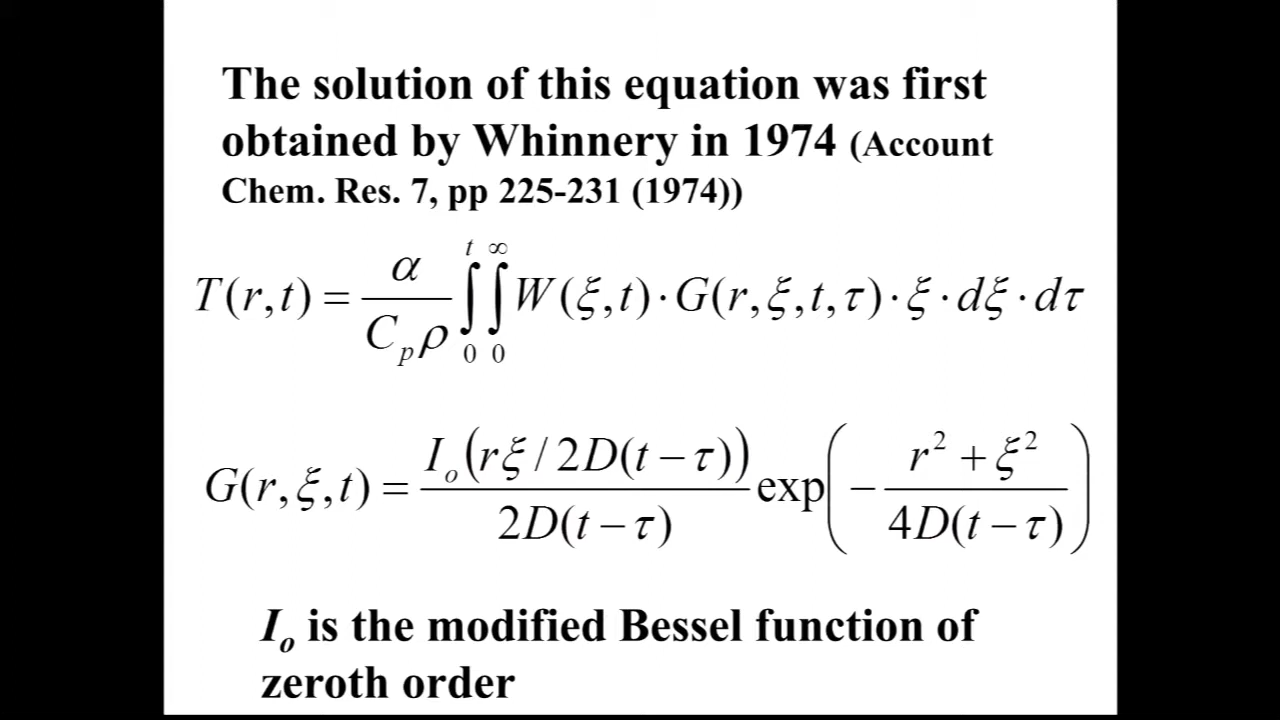 The solution of this equation was first
obtained by Whinnery in 1974 (Account
Chem. Res. 7, pp 225-231 (1974))
T(r,t) = α/(C_p ρ) ∫_0^t ∫_0^∞ W(ξ,t) · G(r,ξ,t,τ) · ξ · dξ · dτ
G(r,ξ,t) = I_o(rξ / 2D(t − τ)) / (2D(t − τ)) exp(− (r² + ξ²) / (4D(t − τ)))
I_o is the modified Bessel function of
zeroth order